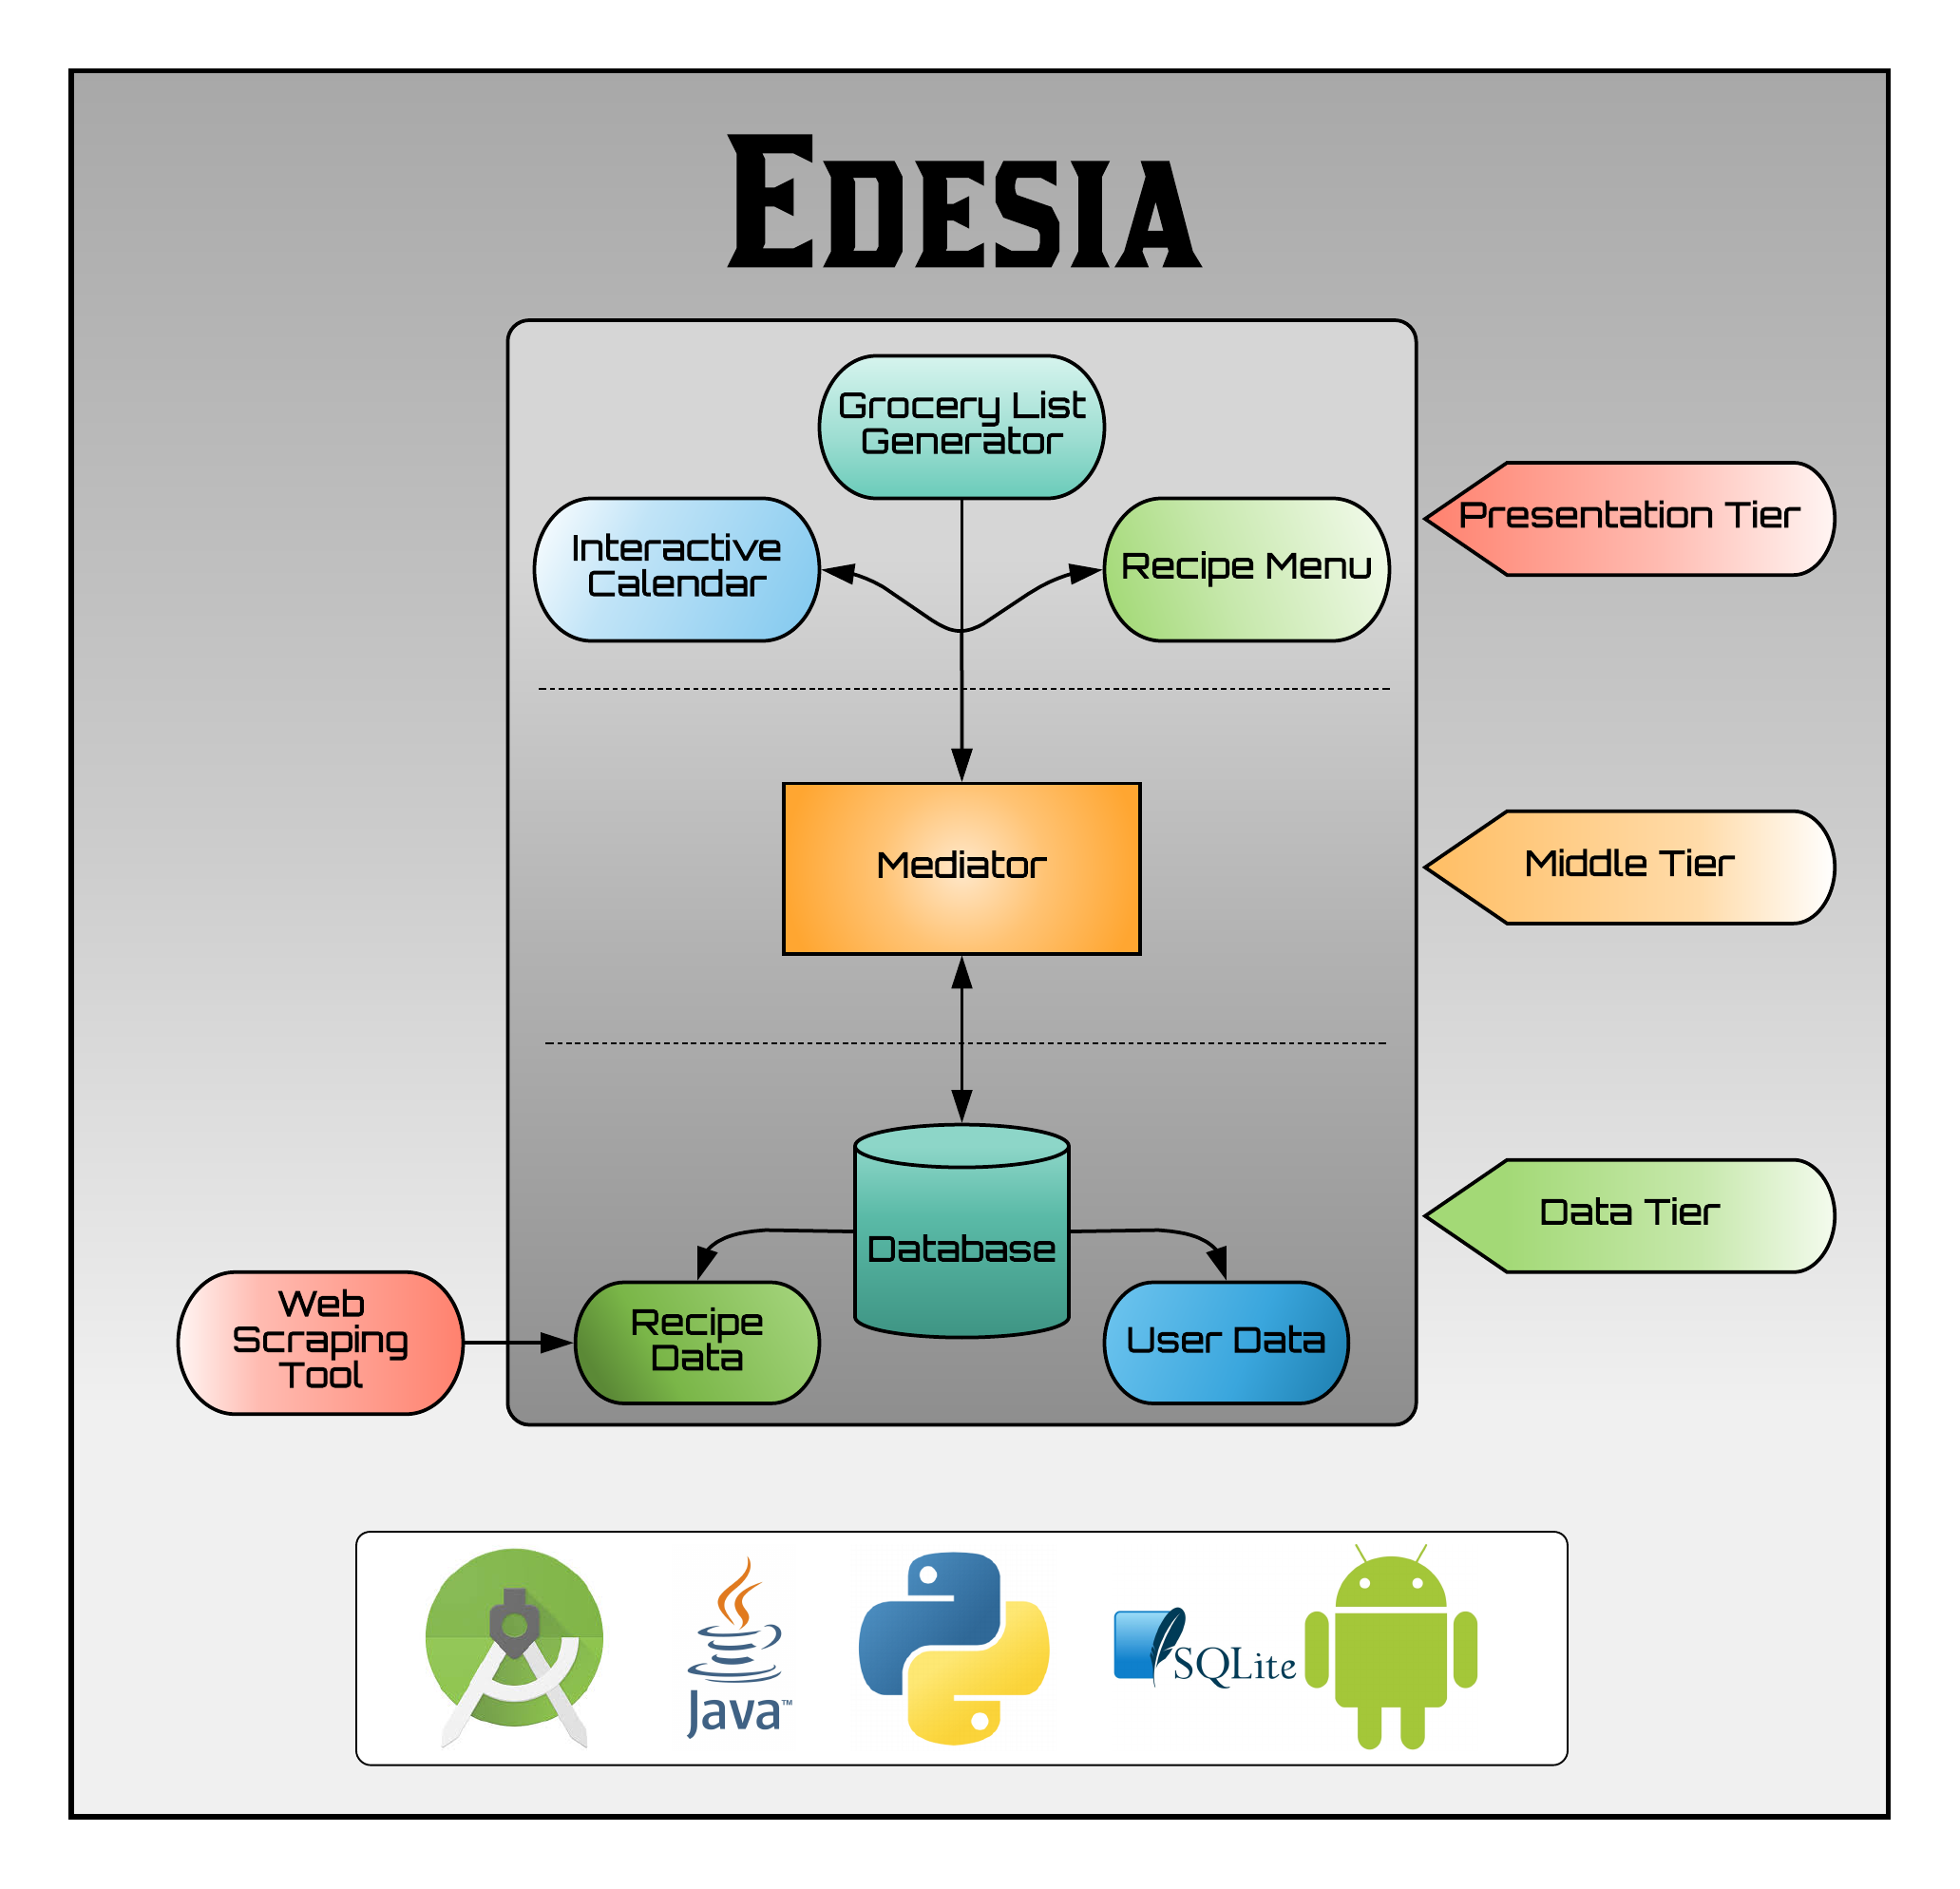 Edesia
Grocery List
Generator
Interactive
Calendar
Recipe Menu
Presentation Tier
Mediator
Middle Tier
Database
Data Tier
Web
Scraping
Tool
Recipe
Data
User Data
Java™
SQLite